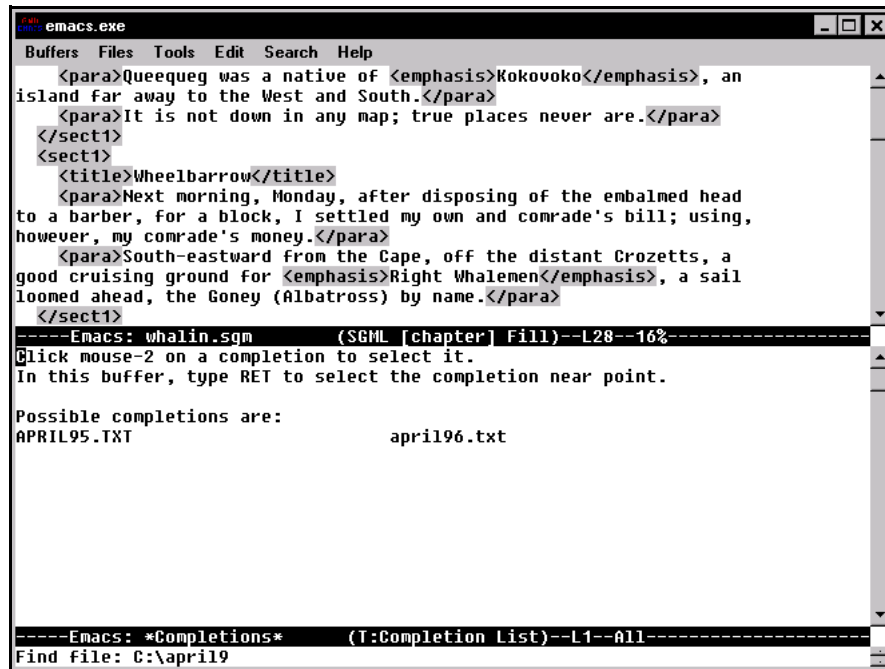 emacs.exe
Buffers Files Tools Edit Search Help
<para>Queequeg was a native of <emphasis>Kokovoko</emphasis>, an
island far away to the West and South.</para>
<para>It is not down in any map; true places never are.</para>
</sect1>
<sect1>
<title>Wheelbarrow</title>
<para>Next morning, Monday, after disposing of the embalmed head
to a barber, for a block, I settled my own and comrade's bill; using,
however, my comrade's money.</para>
<para>South-eastward from the Cape, off the distant Crozetts, a
good cruising ground for <emphasis>Right Whalemen</emphasis>, a sail
loomed ahead, the Goney (Albatross) by name.</para>
</sect1>
-----Emacs: whalin.sgm (SGML [chapter] Fill)--L28--16%-------------------
Click mouse-2 on a completion to select it.
In this buffer, type RET to select the completion near point.
Possible completions are:
APRIL95.TXT april96.txt
-----Emacs: *Completions* (T:Completion List)--L1--All---------------------
Find file: C:\april9